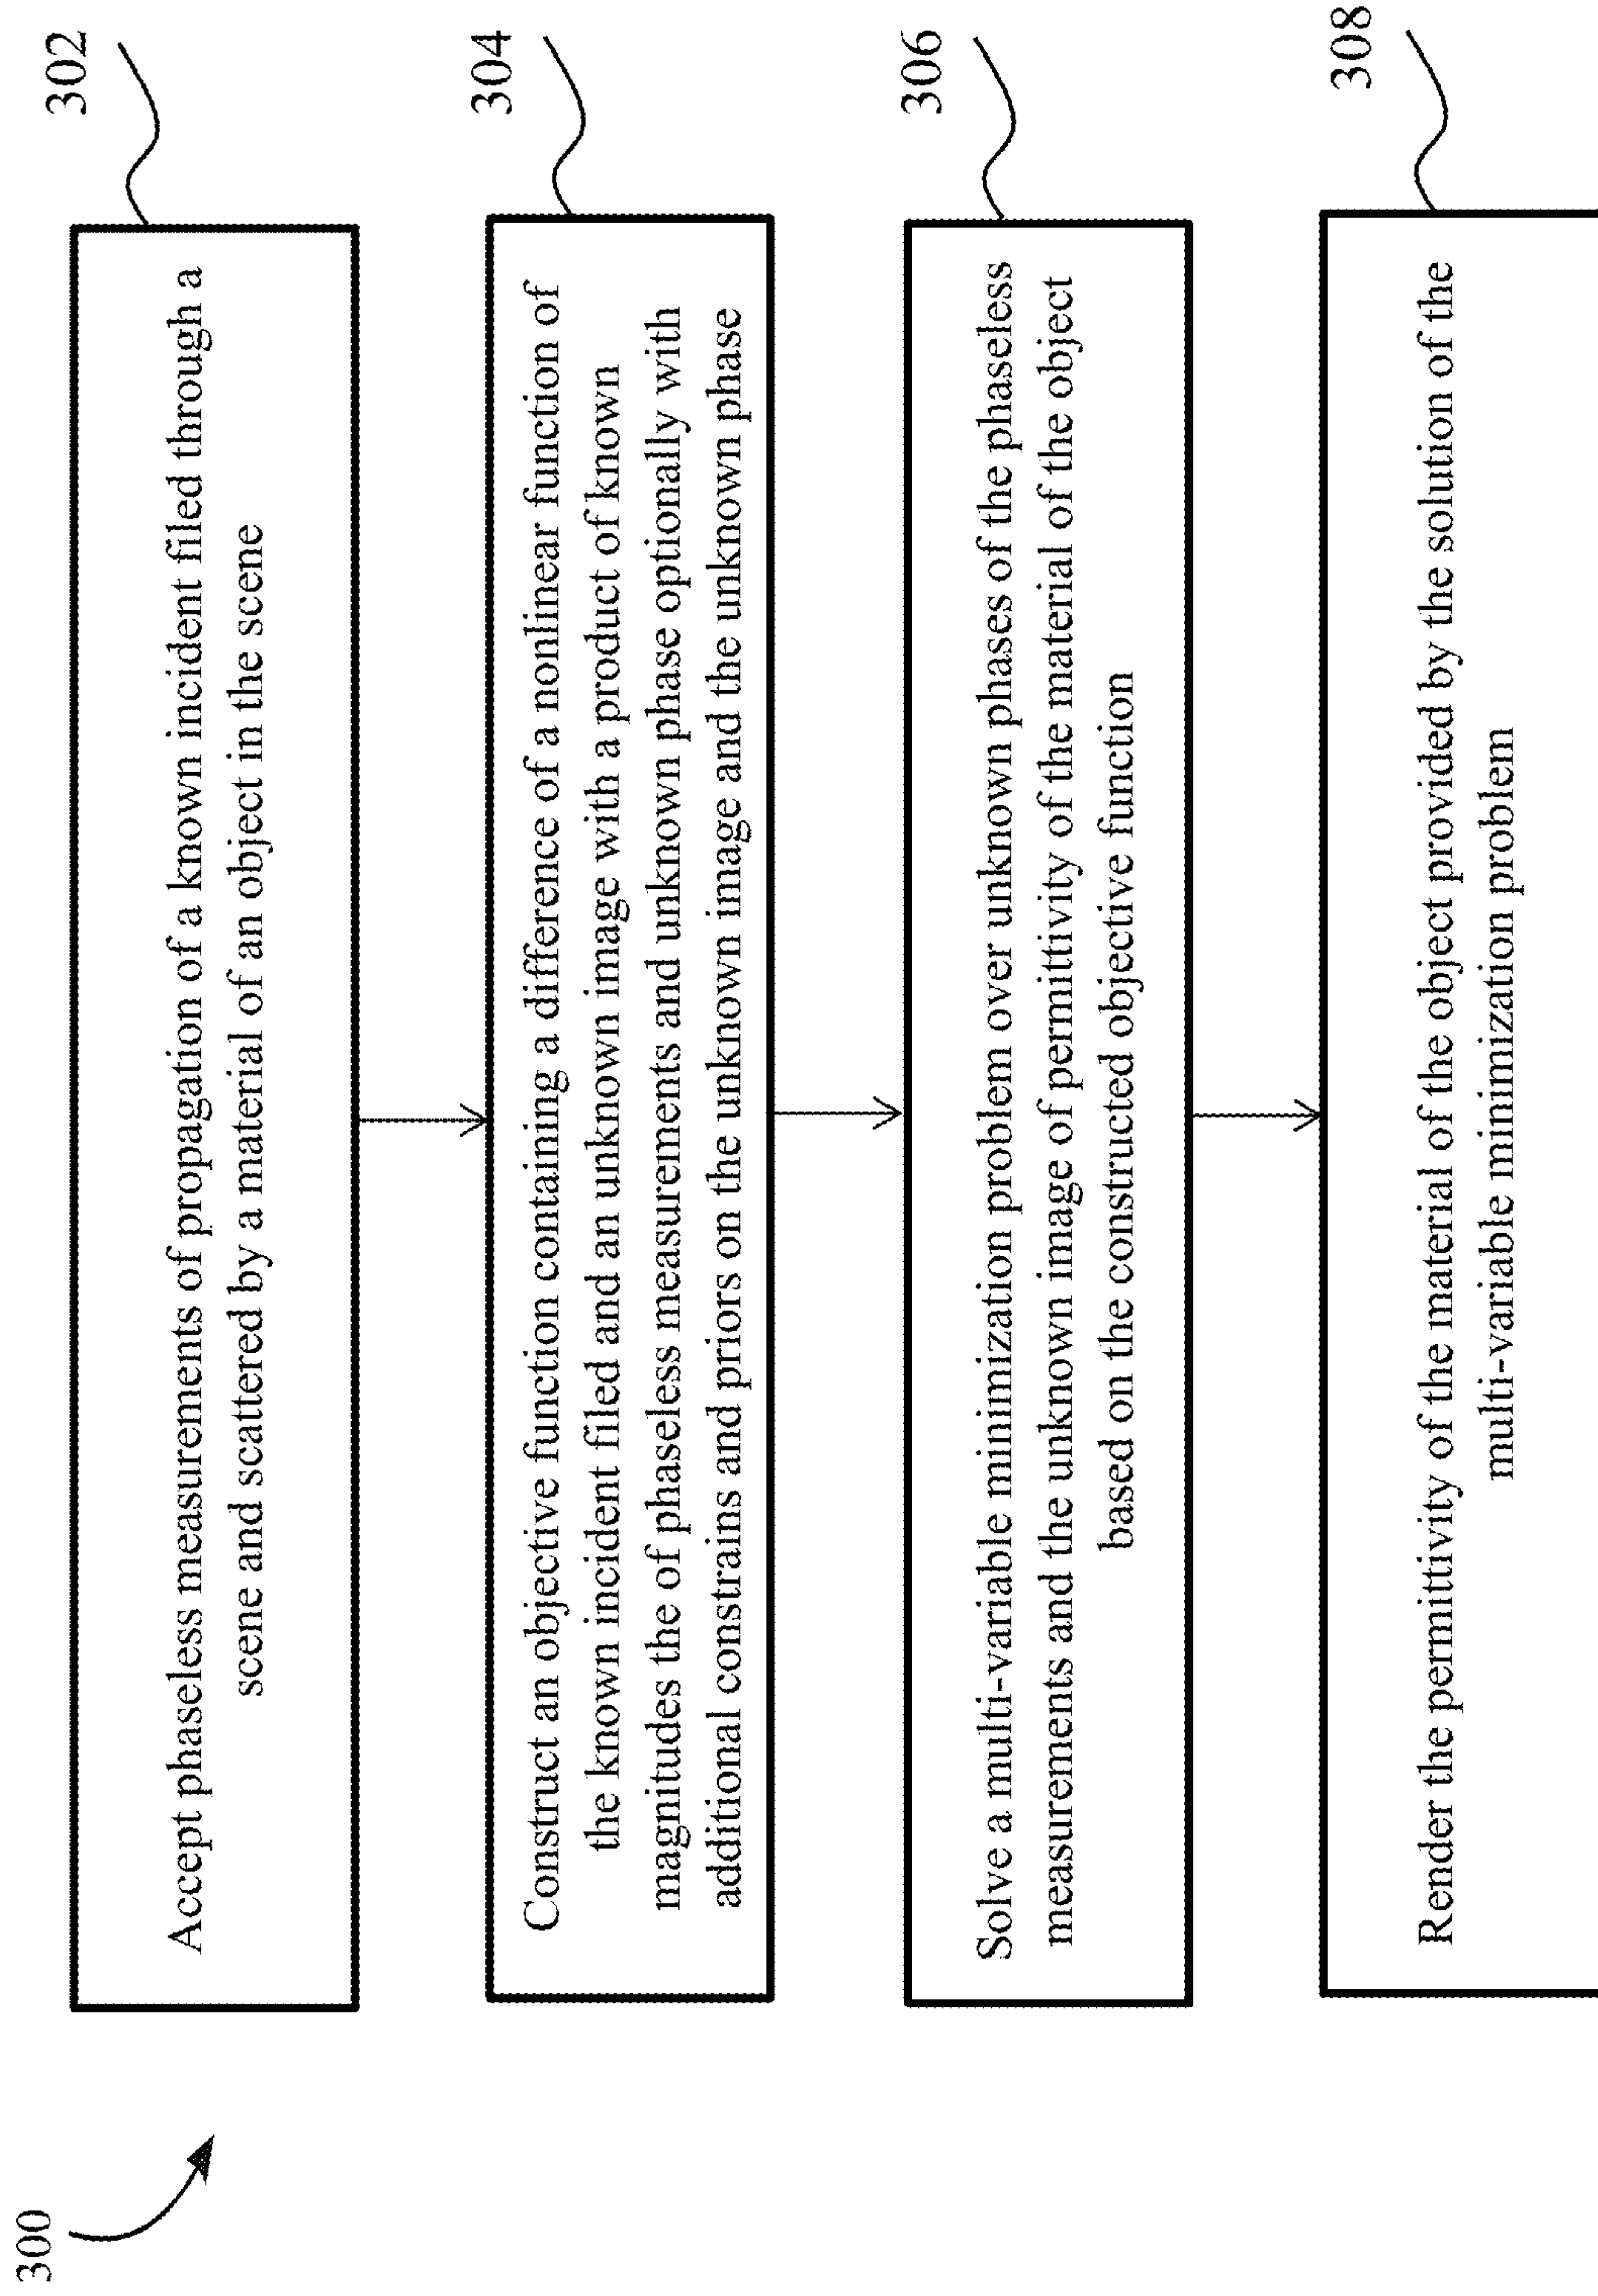 300
302
Accept phaseless measurements of propagation of a known incident filed through a
scene and scattered by a material of an object in the scene
304
Construct an objective function containing a difference of a nonlinear function of
the known incident filed and an unknown image with a product of known
magnitudes the of phaseless measurements and unknown phase optionally with
additional constrains and priors on the unknown image and the unknown phase
306
Solve a multi-variable minimization problem over unknown phases of the phaseless
measurements and the unknown image of permittivity of the material of the object
based on the constructed objective function
308
Render the permittivity of the material of the object provided by the solution of the
multi-variable minimization problem